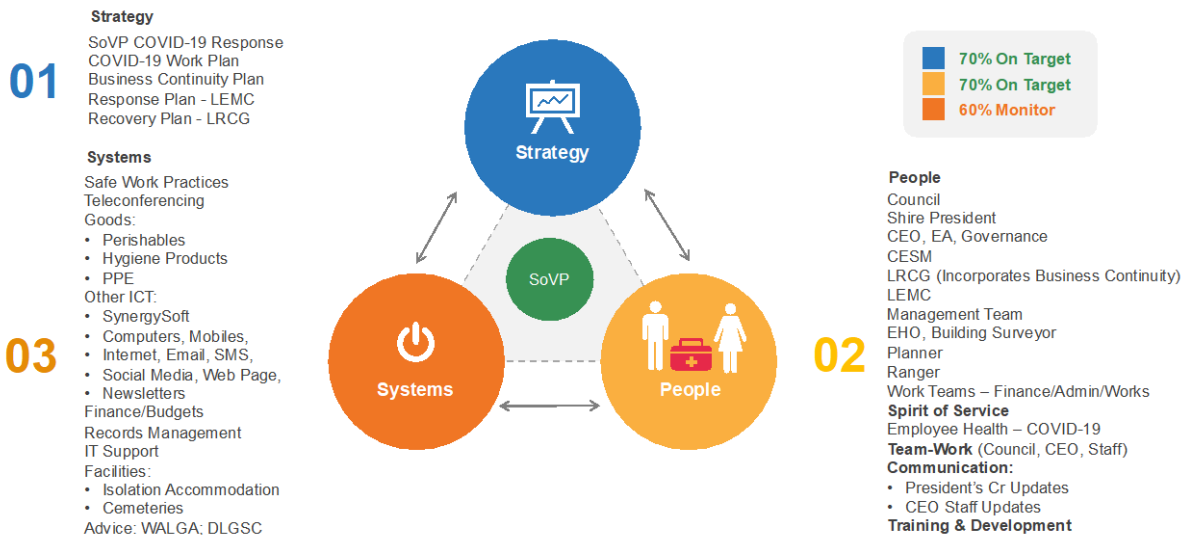 Strategy
01
SoVP COVID-19 Response
COVID-19 Work Plan
Business Continuity Plan
Response Plan - LEMC
Recovery Plan - LRCG
Systems
03
Safe Work Practices
Teleconferencing
Goods:
• Perishables
• Hygiene Products
• PPE
Other ICT:
• SynergySoft
• Computers, Mobiles,
• Internet, Email, SMS,
• Social Media, Web Page,
• Newsletters
Finance/Budgets
Records Management
IT Support
Facilities:
• Isolation Accommodation
• Cemeteries
Advice: WALGA; DLGSC
Strategy
SoVP
Systems
People
70% On Target
70% On Target
60% Monitor
People
02
Council
Shire President
CEO, EA, Governance
CESM
LRCG (Incorporates Business Continuity)
LEMC
Management Team
EHO, Building Surveyor
Planner
Ranger
Work Teams – Finance/Admin/Works
Spirit of Service
Employee Health – COVID-19
Team-Work (Council, CEO, Staff)
Communication:
• President's Cr Updates
• CEO Staff Updates
Training & Development